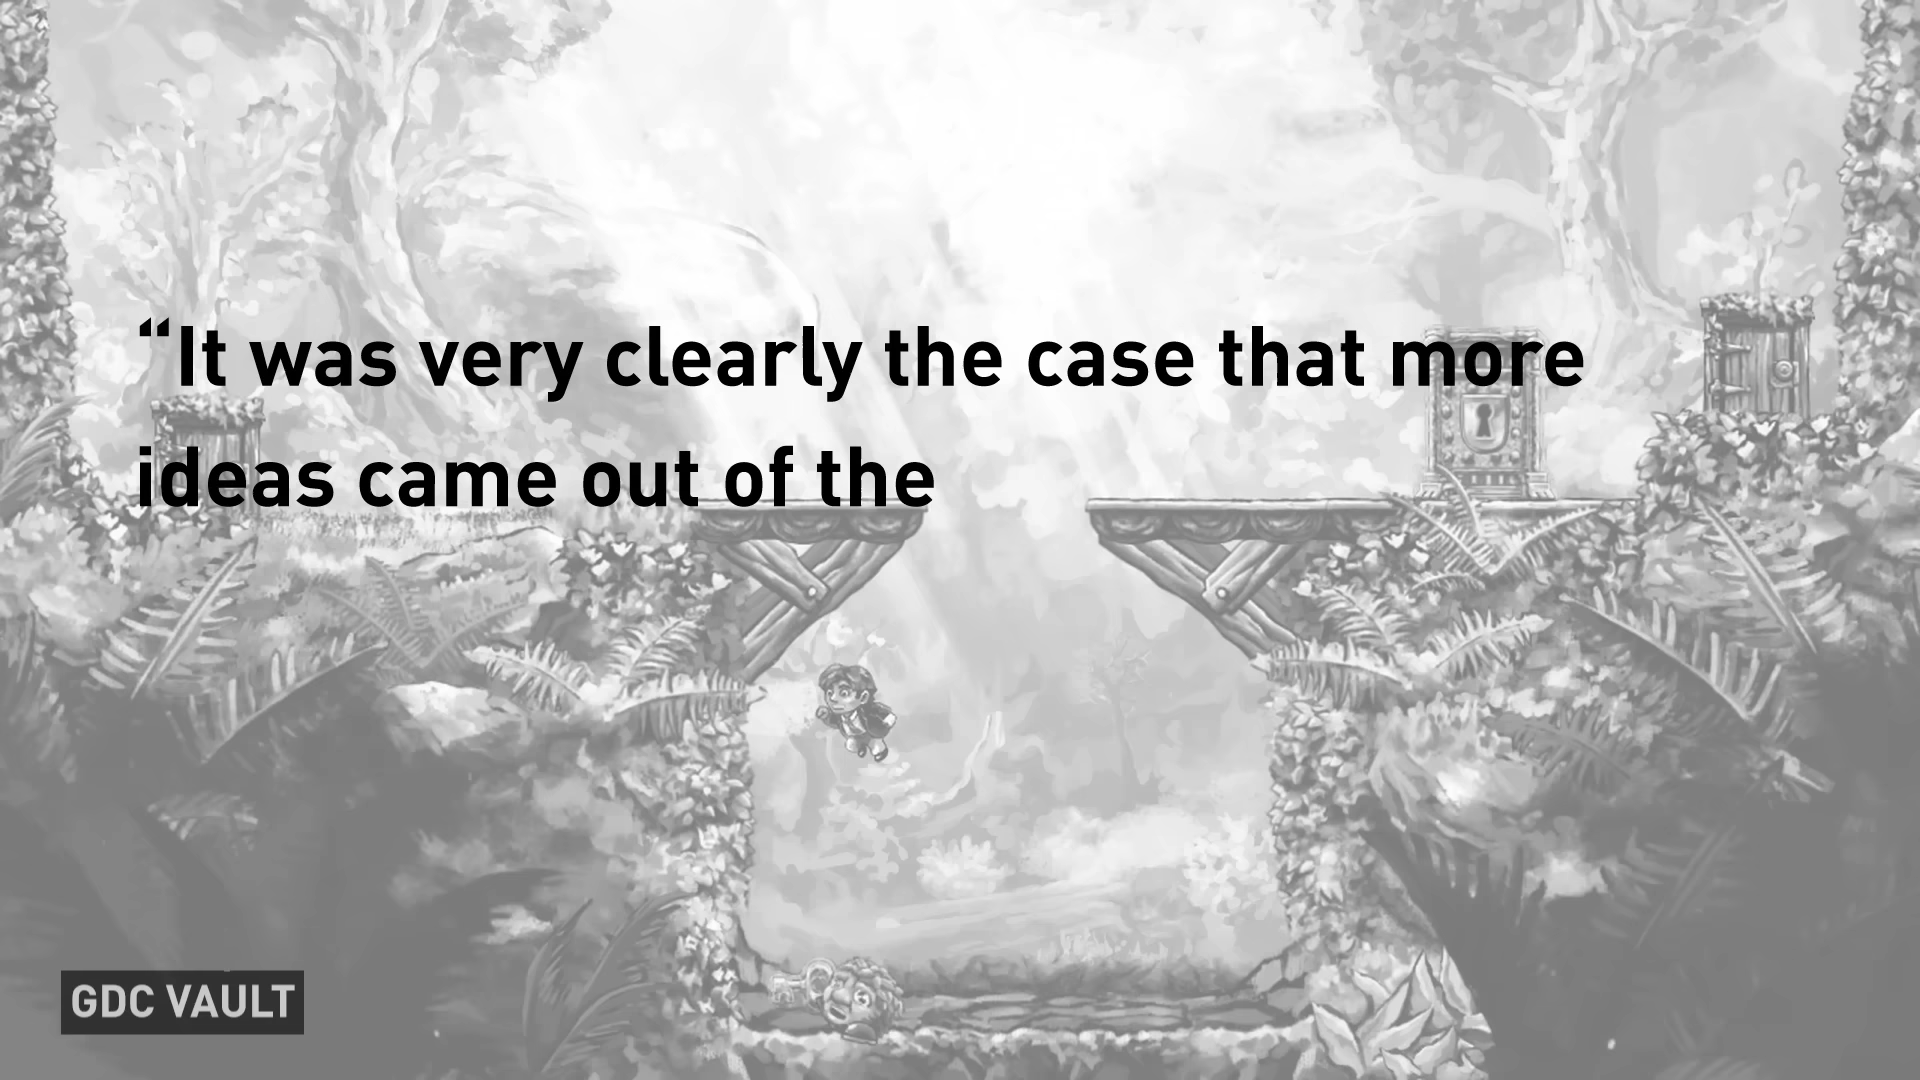 “It was very clearly the case that more
ideas came out of the
GDC VAULT